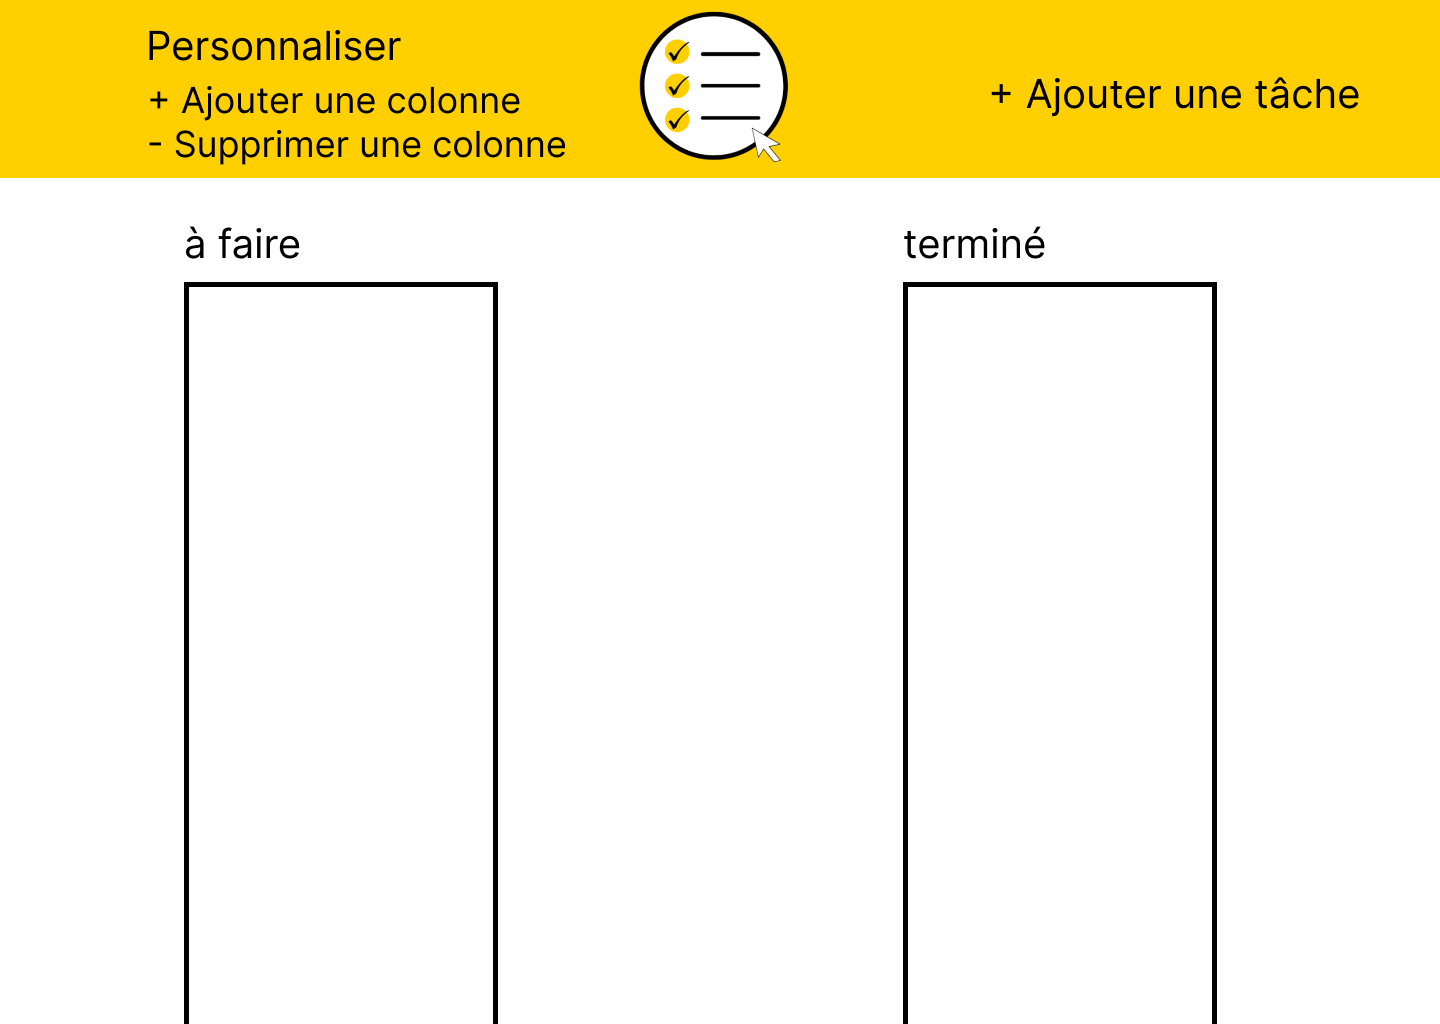 Personnaliser
+ Ajouter une colonne
- Supprimer une colonne
+ Ajouter une tâche
à faire
terminé